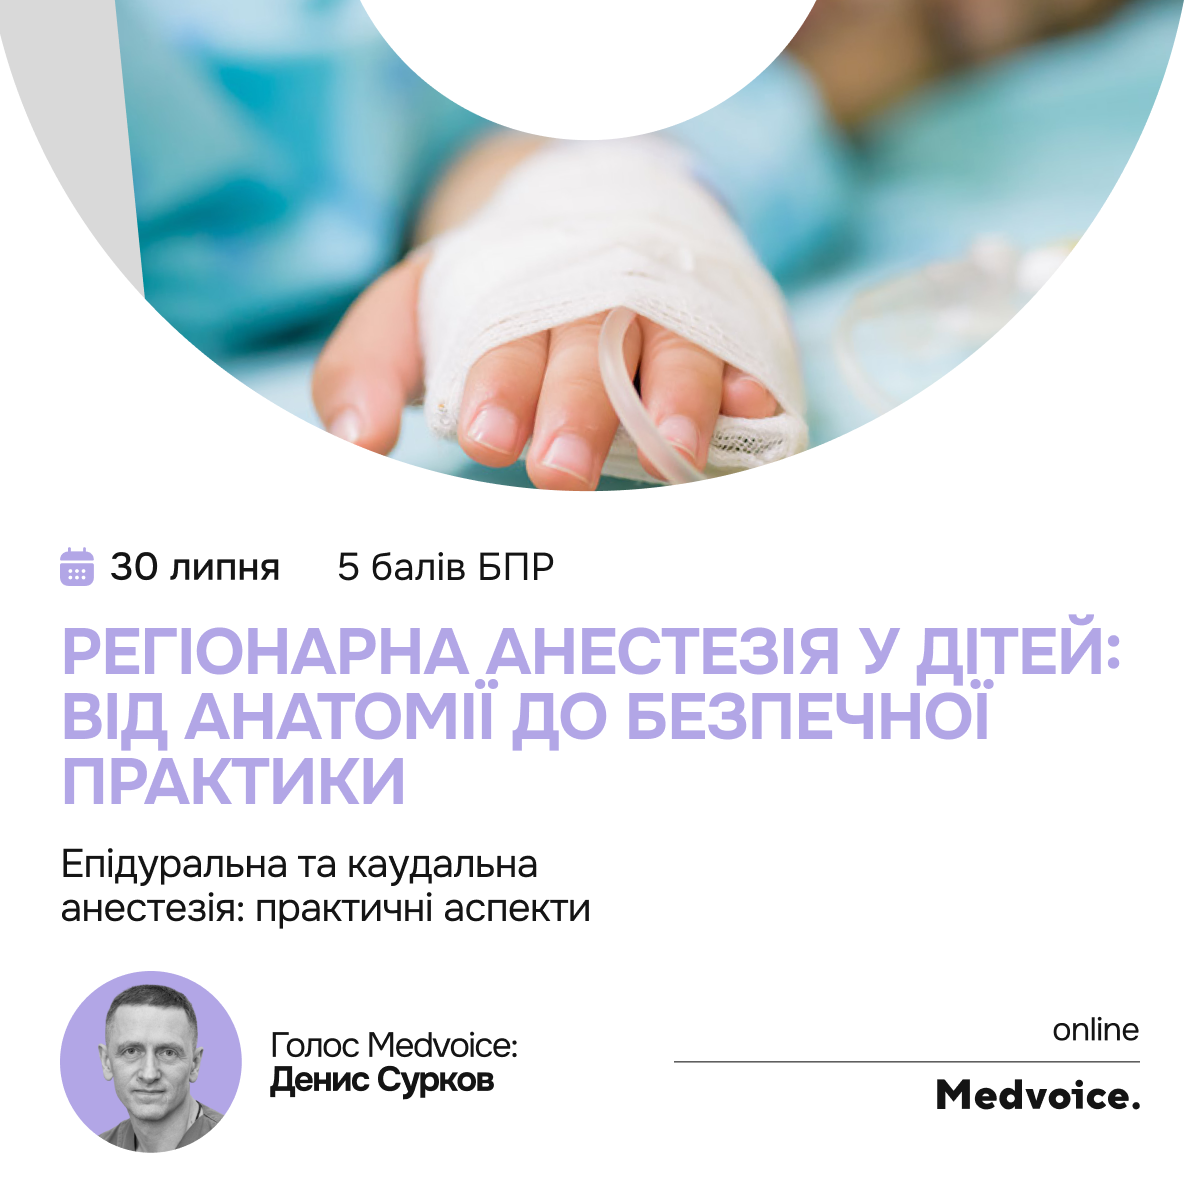 30 липня 5 балів БПР
РЕГІОНАРНА АНЕСТЕЗІЯ У ДІТЕЙ:
ВІД АНАТОМІЇ ДО БЕЗПЕЧНОЇ
ПРАКТИКИ
Епідуральна та каудальна
анестезія: практичні аспекти
Голос Medvoice:
Денис Сурков
online
Medvoice.